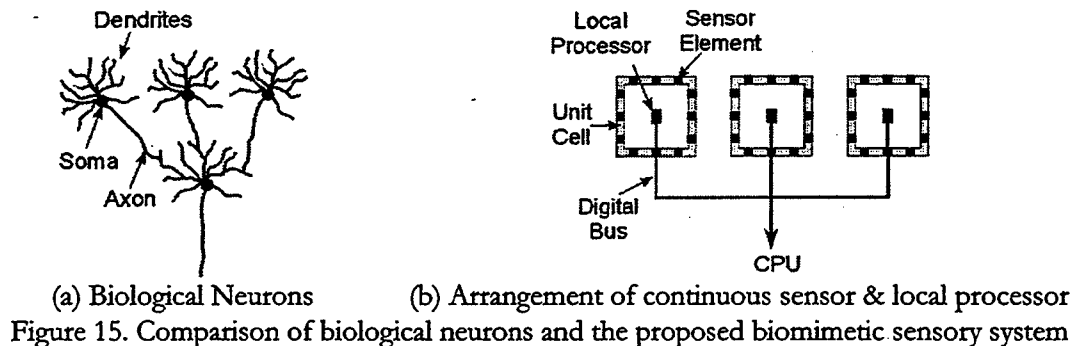 Dendrites
Soma
Axon
Local
Processor
Sensor
Element
Unit
Cell
Digital
Bus
CPU
(a) Biological Neurons
(b) Arrangement of continuous sensor & local processor
Figure 15. Comparison of biological neurons and the proposed biomimetic sensory system